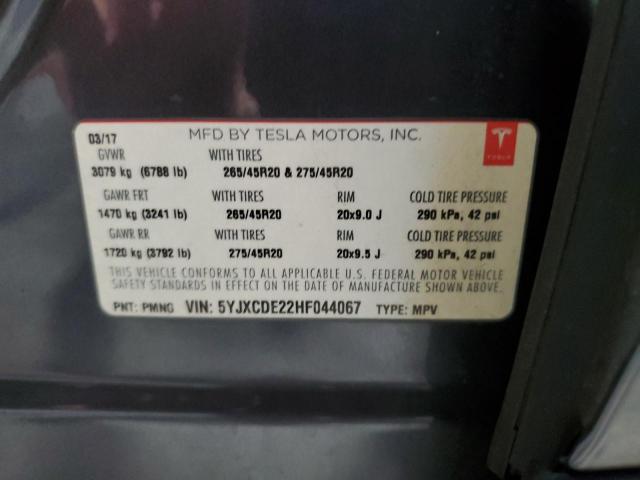 03/17 MFD BY TESLA MOTORS, INC.
GVWR WITH TIRES
3079 kg (6788 lb) 265/45R20 & 275/45R20
GAWR FRT WITH TIRES RIM COLD TIRE PRESSURE
1470 kg (3241 lb) 265/45R20 20x9.0 J 290 kPa, 42 psi
GAWR RR WITH TIRES RIM COLD TIRE PRESSURE
1720 kg (3792 lb) 275/45R20 20x9.5 J 290 kPa, 42 psi
THIS VEHICLE CONFORMS TO ALL APPLICABLE U.S. FEDERAL MOTOR VEHICLE
SAFETY STANDARDS IN EFFECT ON THE DATE OF MANUFACTURE SHOWN ABOVE.
PNT: PMNG VIN: 5YJXCDE22HF044067 TYPE: MPV
TESLA